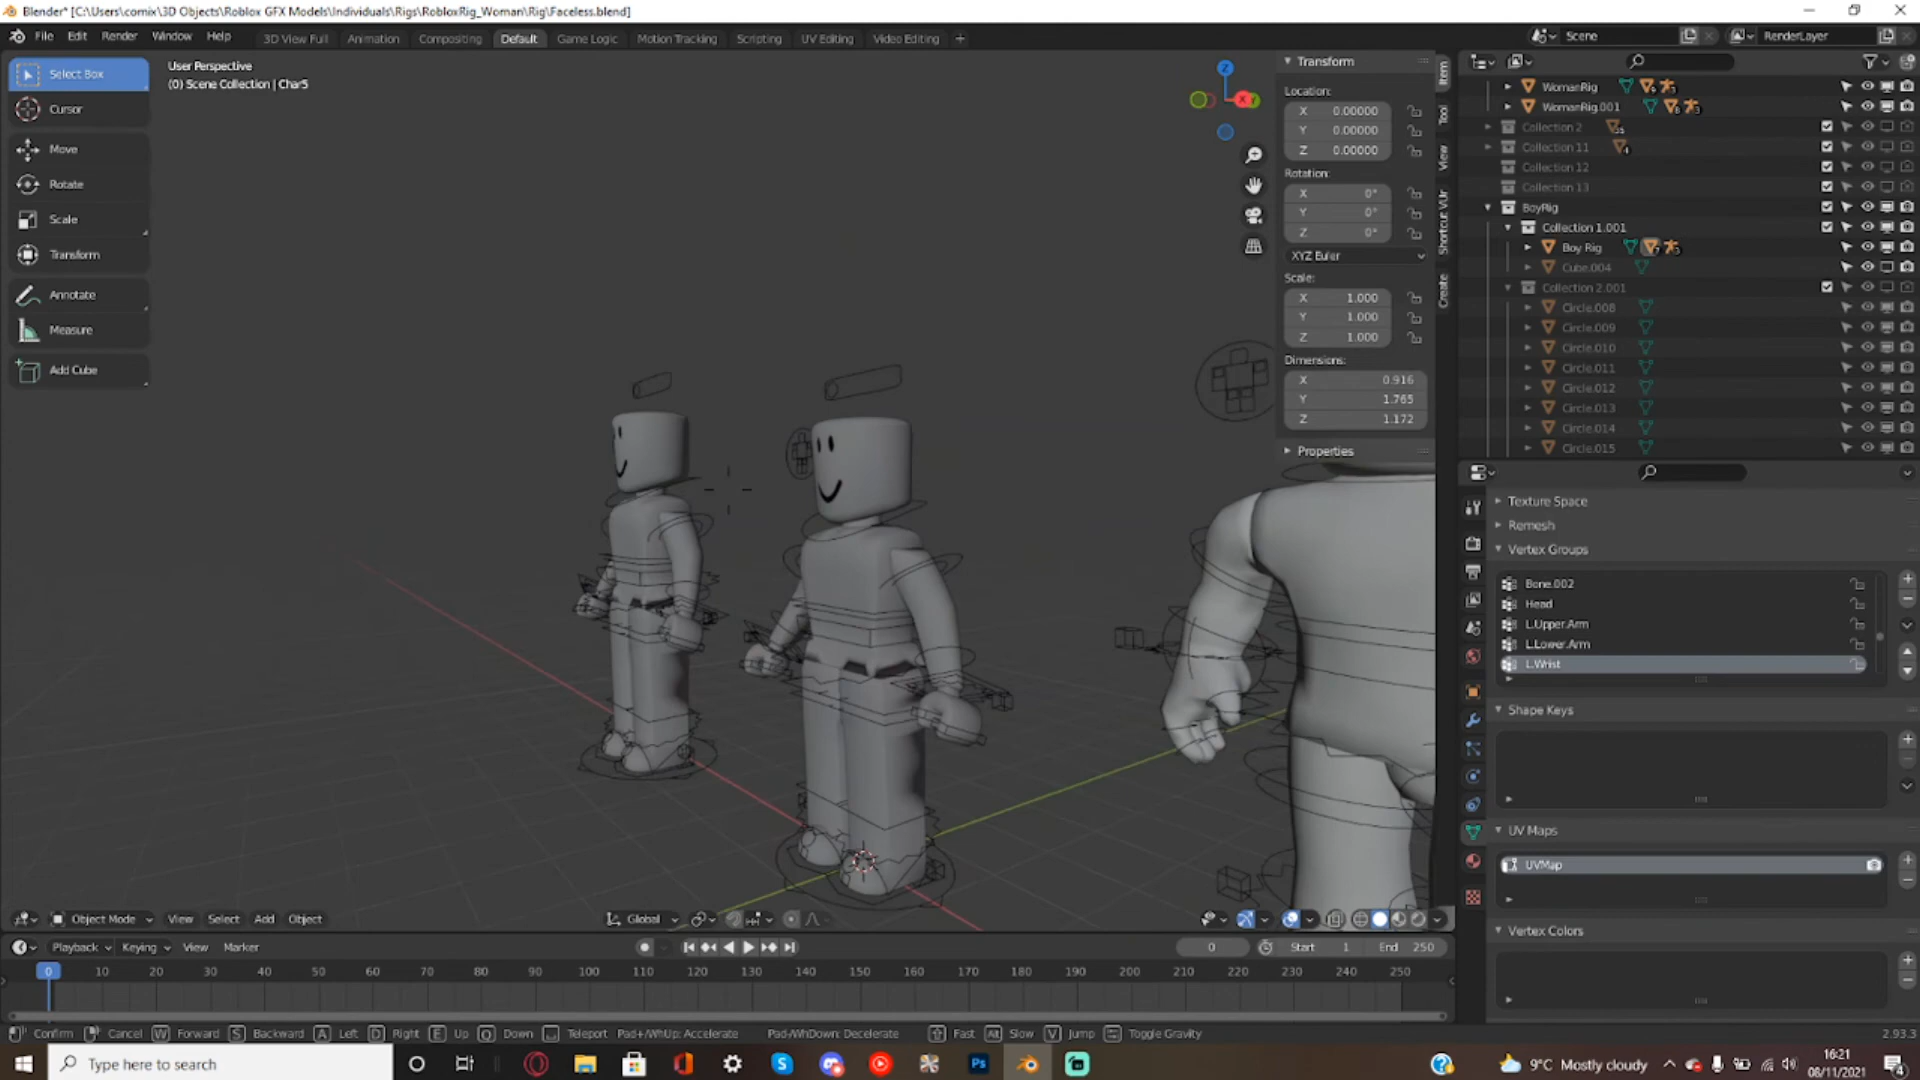 Blender* [C:\Users\comix\3D Objects\Roblox GFX Models\Individuals\Rigs\RobloxRig_Woman\Rig\Faceless.blend]
File Edit Render Window Help 3D View Full Animation Compositing Default Game Logic Motion Tracking Scripting UV Editing Video Editing + Scene RenderLayer
Select Box
Cursor
Move
Rotate
Scale
Transform
Annotate
Measure
Add Cube
User Perspective
(0) Scene Collection | Char5
Z
X
Y
Transform
Location:
X 0.00000
Y 0.00000
Z 0.00000
Rotation:
X 0°
Y 0°
Z 0°
XYZ Euler
Scale:
X 1.000
Y 1.000
Z 1.000
Dimensions:
X 0.916
Y 1.765
Z 1.172
Properties
Item
Tool
View
Shortcut VUr
Create
WomanRig
WomanRig.001
Collection 2
Collection 11
Collection 12
Collection 13
BoyRig
Collection 1.001
Boy Rig
Cube.004
Collection 2.001
Circle.008
Circle.009
Circle.010
Circle.011
Circle.012
Circle.013
Circle.014
Circle.015
Texture Space
Remesh
Vertex Groups
Bone.002
Head
L.Upper.Arm
L.Lower.Arm
L.Wrist
Shape Keys
UV Maps
UVMap
Vertex Colors
Object Mode View Select Add Object Global
Playback Keying View Marker 0 Start 1 End 250
0 10 20 30 40 50 60 70 80 90 100 110 120 130 140 150 160 170 180 190 200 210 220 230 240 250
Confirm Cancel W Forward S Backward A Left D Right E Up Q Down Teleport Pad+/WhUp: Accelerate Pad-/WhDown: Decelerate Fast Alt Slow V Jump Toggle Gravity 2.93.3
Type here to search
9°C Mostly cloudy
16:21
08/11/2021